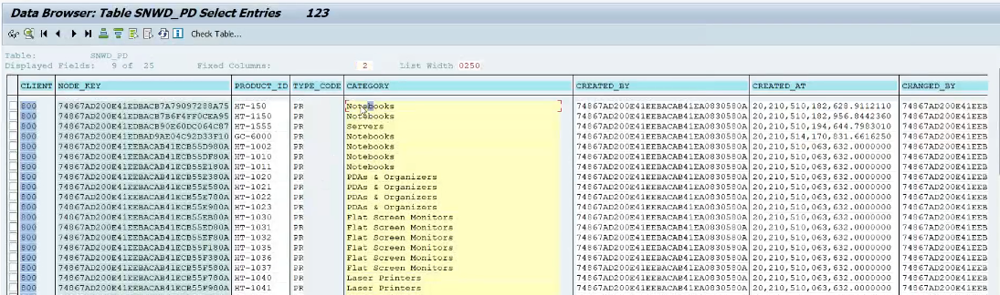 Data Browser: Table SNWD_PD Select Entries 123
Check Table...
Table: SNWD_PD
Displayed Fields: 9 of 25 Fixed Columns: 2 List Width 0250
CLIENT NODE_KEY PRODUCT_ID TYPE_CODE CATEGORY CREATED_BY CREATED_AT CHANGED_BY
800 74867AD200E41EDBACB7A79097288A75 HT-150 PR Notebooks 74867AD200E41EEBACAB41EA0830580A 20,210,510,182,628.9112110 74867AD200E41EEB
800 74867AD200E41EDBACB7B6F4FF0CEA95 HT-1150 PR Notebooks 74867AD200E41EEBACAB41EA0830580A 20,210,510,182,956.8442360 74867AD200E41EEB
800 74867AD200E41EDBACB90E60DC064C87 HT-1555 PR Servers 74867AD200E41EEBACAB41EA0830580A 20,210,510,194,644.7983010 74867AD200E41EEB
800 74867AD200E41EDBAD9AE04C92D33F10 GC-6000 PR Notebooks 74867AD200E41EEBACAB41EA0830580A 20,210,514,170,831.6616250 74867AD200E41EEB
800 74867AD200E41EEBACAB41ECB55D980A HT-1002 PR Notebooks 74867AD200E41EEBACAB41EA0830580A 20,210,510,063,632.0000000 74867AD200E41EEB
800 74867AD200E41EEBACAB41ECB55DF80A HT-1010 PR Notebooks 74867AD200E41EEBACAB41EA0830580A 20,210,510,063,632.0000000 74867AD200E41EEB
800 74867AD200E41EEBACAB41ECB55E180A HT-1011 PR Notebooks 74867AD200E41EEBACAB41EA0830580A 20,210,510,063,632.0000000 74867AD200E41EEB
800 74867AD200E41EEBACAB41ECB55E380A HT-1020 PR PDAs & Organizers 74867AD200E41EEBACAB41EA0830580A 20,210,510,063,632.0000000 74867AD200E41EEB
800 74867AD200E41EEBACAB41ECB55E580A HT-1021 PR PDAs & Organizers 74867AD200E41EEBACAB41EA0830580A 20,210,510,063,632.0000000 74867AD200E41EEB
800 74867AD200E41EEBACAB41ECB55E780A HT-1022 PR PDAs & Organizers 74867AD200E41EEBACAB41EA0830580A 20,210,510,063,632.0000000 74867AD200E41EEB
800 74867AD200E41EEBACAB41ECB55E980A HT-1023 PR PDAs & Organizers 74867AD200E41EEBACAB41EA0830580A 20,210,510,063,632.0000000 74867AD200E41EEB
800 74867AD200E41EEBACAB41ECB55EB80A HT-1030 PR Flat Screen Monitors 74867AD200E41EEBACAB41EA0830580A 20,210,510,063,632.0000000 74867AD200E41EEB
800 74867AD200E41EEBACAB41ECB55ED80A HT-1031 PR Flat Screen Monitors 74867AD200E41EEBACAB41EA0830580A 20,210,510,063,632.0000000 74867AD200E41EEB
800 74867AD200E41EEBACAB41ECB55EF80A HT-1032 PR Flat Screen Monitors 74867AD200E41EEBACAB41EA0830580A 20,210,510,063,632.0000000 74867AD200E41EEB
800 74867AD200E41EEBACAB41ECB55F180A HT-1035 PR Flat Screen Monitors 74867AD200E41EEBACAB41EA0830580A 20,210,510,063,632.0000000 74867AD200E41EEB
800 74867AD200E41EEBACAB41ECB55F380A HT-1036 PR Flat Screen Monitors 74867AD200E41EEBACAB41EA0830580A 20,210,510,063,632.0000000 74867AD200E41EEB
800 74867AD200E41EEBACAB41ECB55F580A HT-1037 PR Flat Screen Monitors 74867AD200E41EEBACAB41EA0830580A 20,210,510,063,632.0000000 74867AD200E41EEB
800 74867AD200E41EEBACAB41ECB55F780A HT-1040 PR Laser Printers 74867AD200E41EEBACAB41EA0830580A 20,210,510,063,632.0000000 74867AD200E41EEB
800 74867AD200E41EEBACAB41ECB55F980A HT-1041 PR Laser Printers 74867AD200E41EEBACAB41EA0830580A 20,210,510,063,632.0000000 74867AD200E41EEB